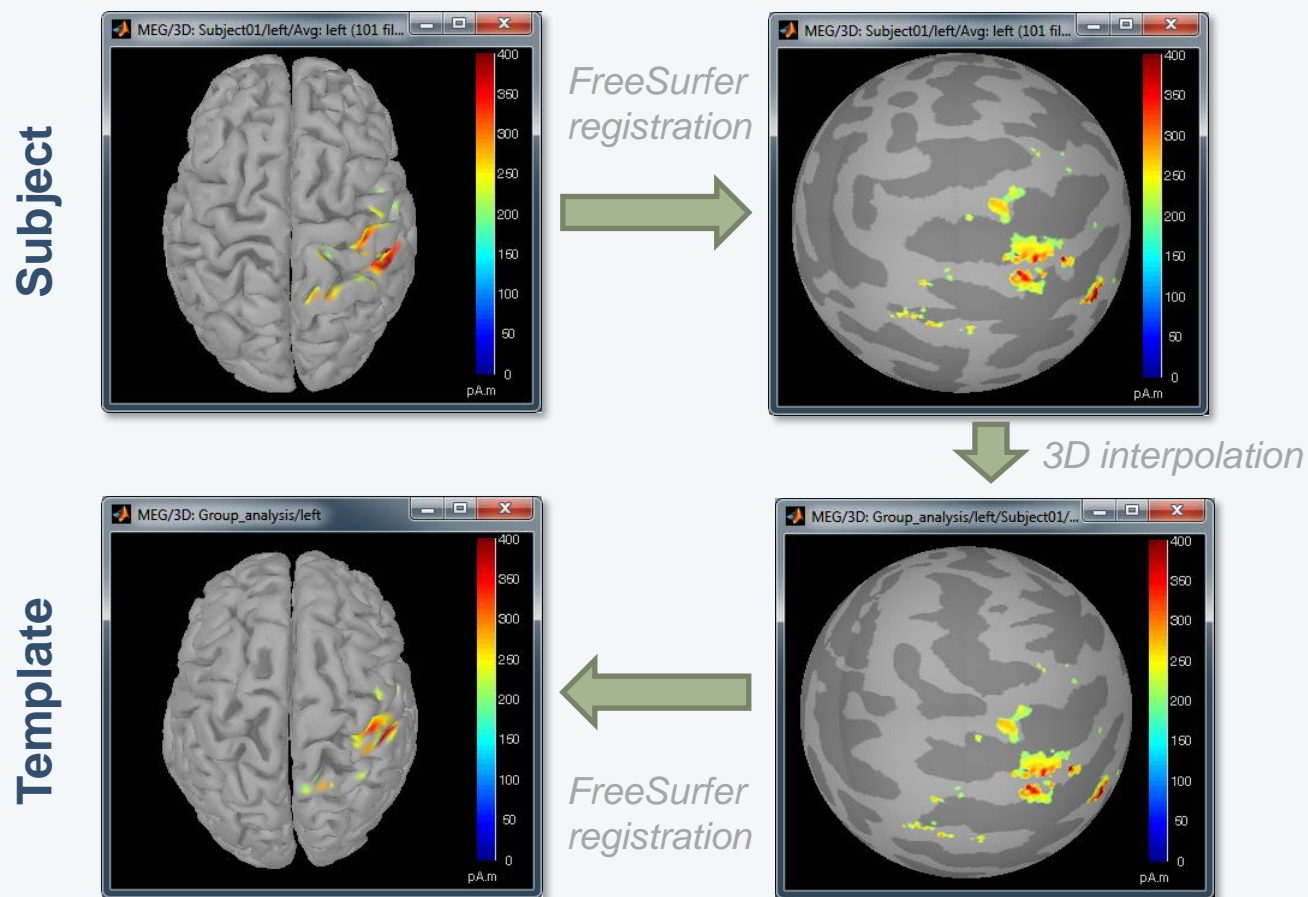 Subject
MEG/3D: Subject01/left/Avg: left (101 fil...
400
350
300
250
200
150
100
50
0
pA.m
FreeSurfer
registration
MEG/3D: Subject01/left/Avg: left (101 fil...
400
350
300
250
200
150
100
50
0
pA.m
3D interpolation
Template
MEG/3D: Group_analysis/left
400
350
300
250
200
150
100
50
0
pA.m
FreeSurfer
registration
MEG/3D: Group_analysis/left/Subject01/...
400
350
300
250
200
150
100
50
0
pA.m